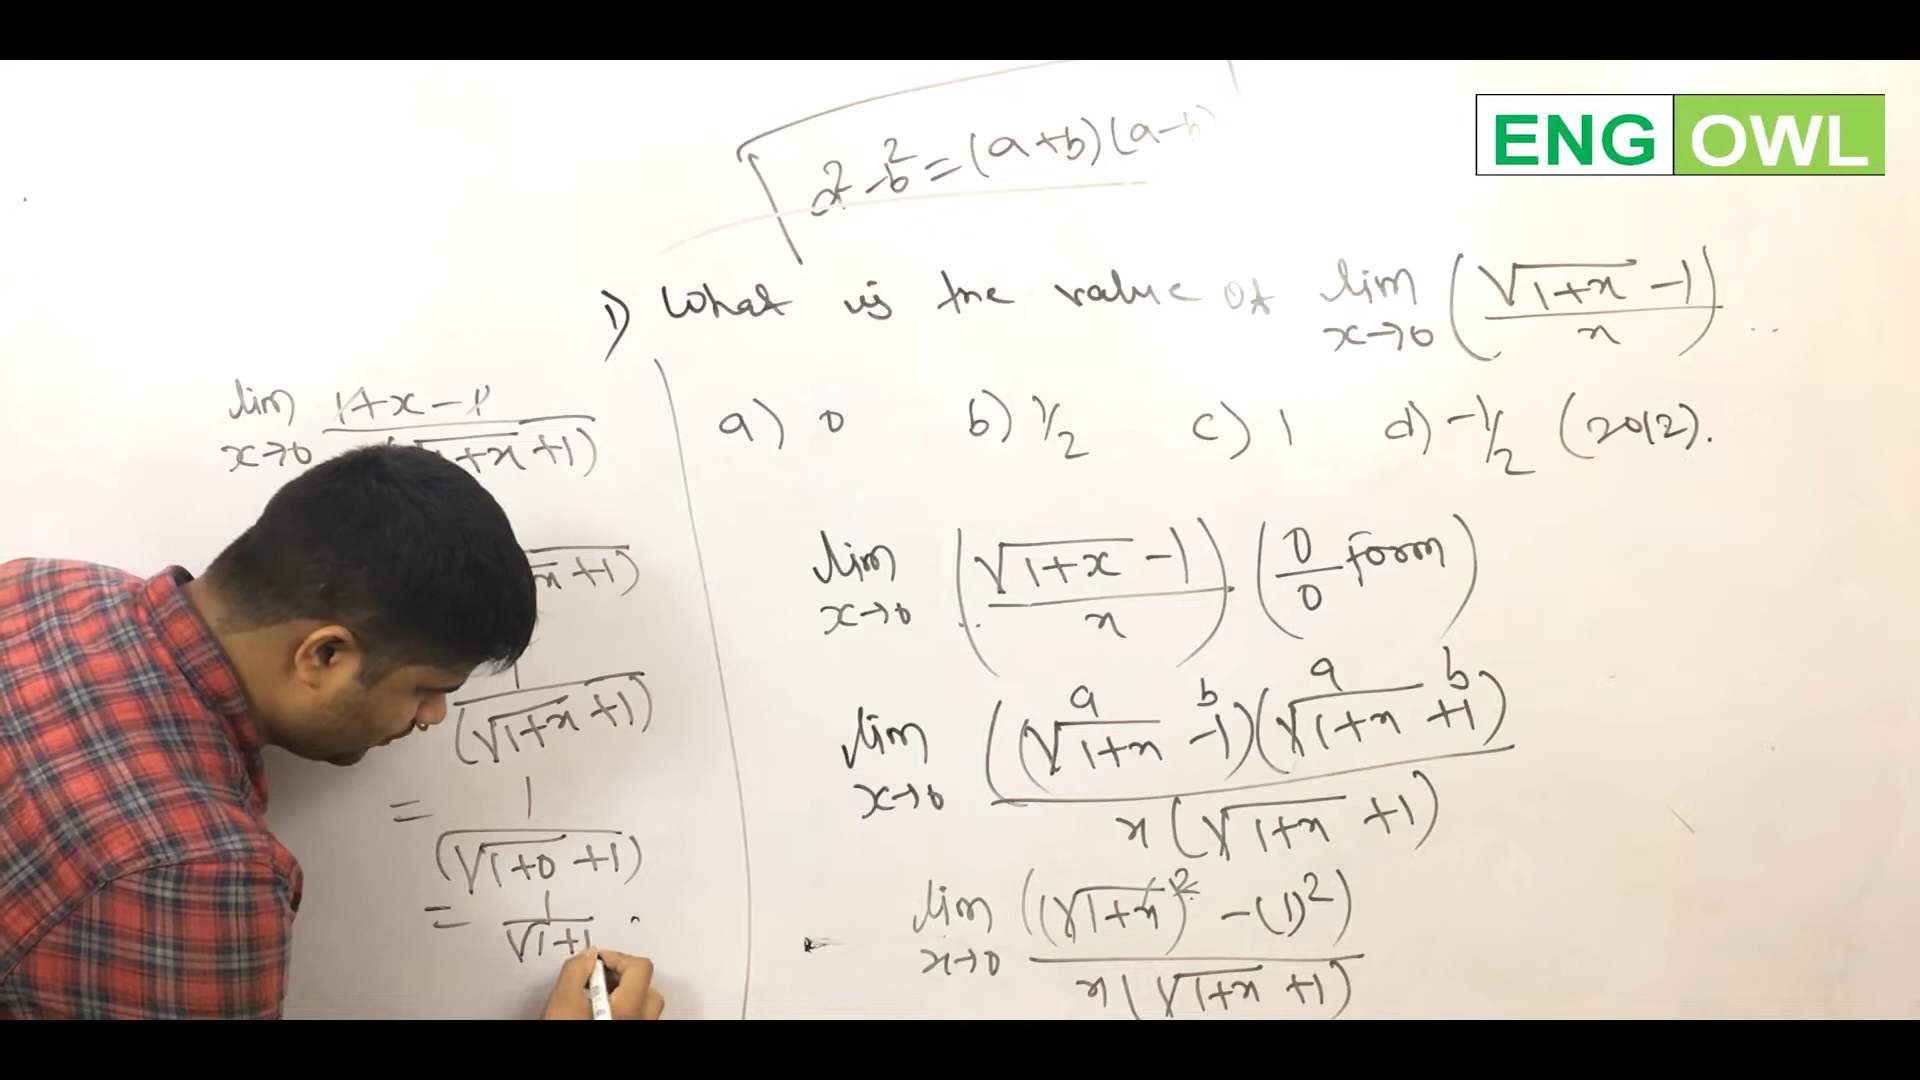 ENG OWL
a²-b²=(a+b)(a-b)
1) What is the value of lim x→0 (√(1+x) -1)/x
a) 0 b) 1/2 c) 1 d) -1/2 (2012).
lim x→0 ((√(1+x) -1)/x) (0/0 form)
a b a b
lim x→0 ((√(1+x) -1)(√(1+x) +1))/(x(√(1+x) +1))
lim x→0 ((√(1+x))² -(1)²)/(x(√(1+x) +1))
lim x→0 (1+x-1)/(√(1+x) +1)
x +1)
1/(√(1+x) +1)
= 1/(√(1+0) +1)
= 1/(√1+1